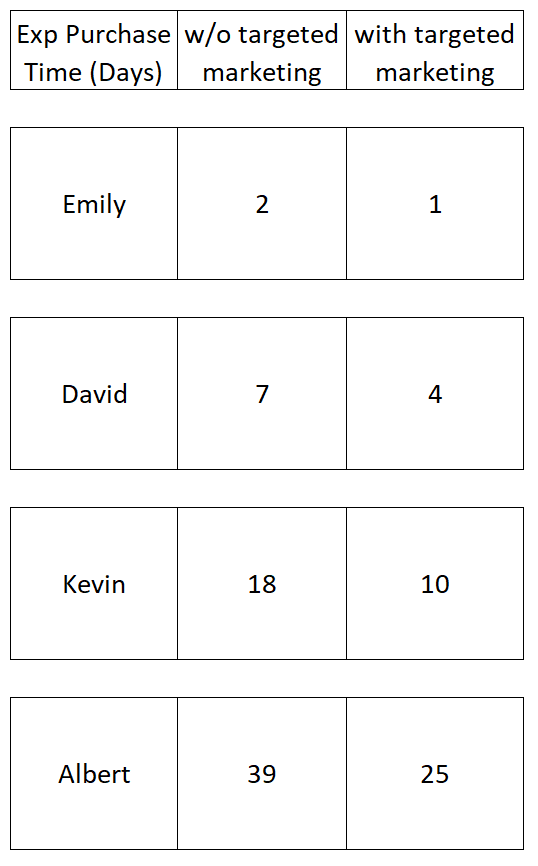 Exp Purchase Time (Days) w/o targeted marketing with targeted marketing
Emily 2 1
David 7 4
Kevin 18 10
Albert 39 25